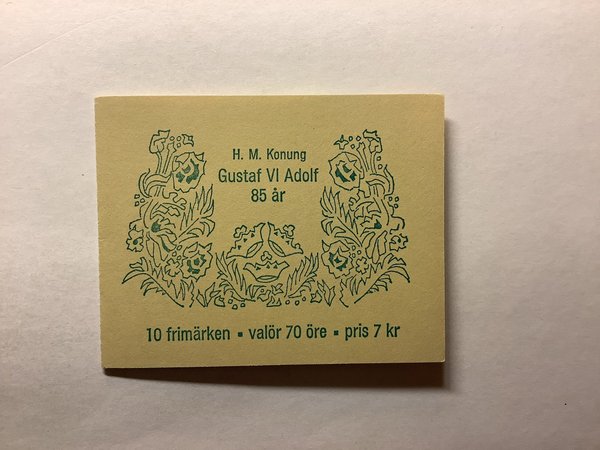 H. M. Konung
Gustaf VI Adolf
85 år
10 frimärken ▪ valör 70 öre ▪ pris 7 kr